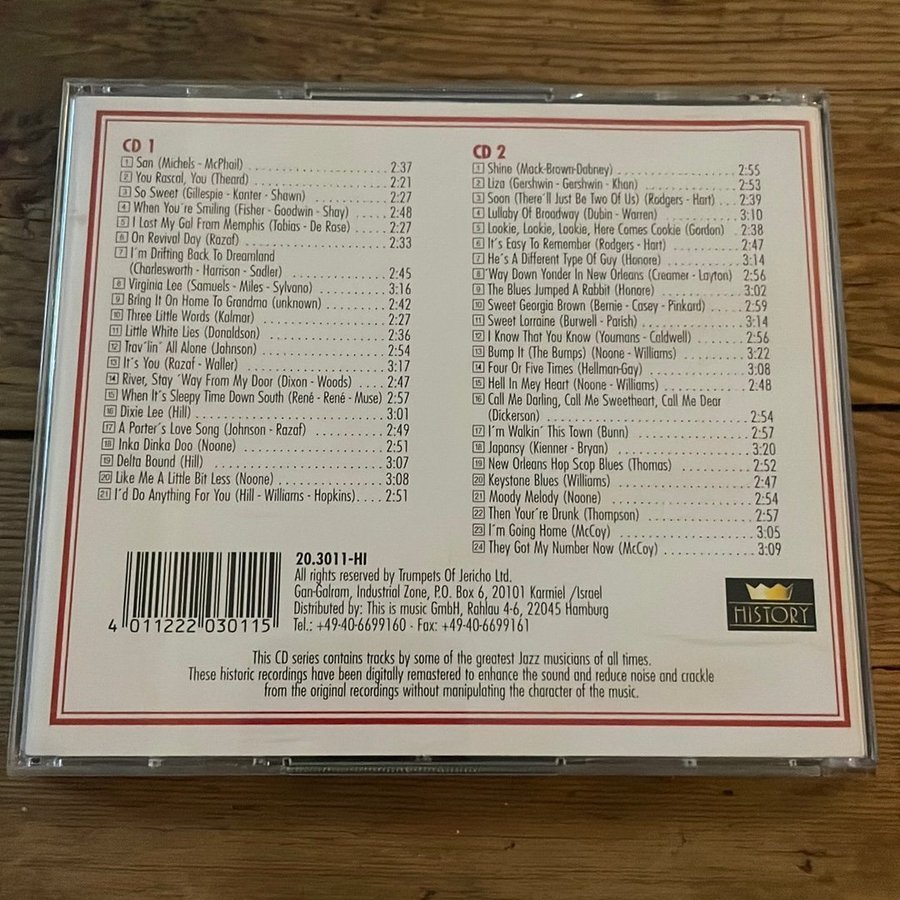 CD 1
1 San (Michels - McPhail) 2:37
2 You Rascal, You (Theard) 2:21
3 So Sweet (Gillespie - Kanter - Shawn) 2:27
4 When You´re Smiling (Fisher - Goodwin - Shay) 2:48
5 I Lost My Gal From Memphis (Tobias - De Rose) 2:27
6 On Revival Day (Razaf) 2:33
7 I´m Drifting Back To Dreamland
(Charlesworth - Harrison - Sadler) 2:45
8 Virginia Lee (Samuels - Miles - Sylvano) 3:16
9 Bring It On Home To Grandma (unknown) 2:42
10 Three Little Words (Kalmar) 2:27
11 Little White Lies (Donaldson) 2:36
12 Trav´lin´ All Alone (Johnson) 2:54
13 It´s You (Razaf - Waller) 3:17
14 River, Stay ´Way From My Door (Dixon - Woods) 2:47
15 When It´s Sleepy Time Down South (René - René - Muse) 2:57
16 Dixie Lee (Hill) 3:01
17 A Porter´s Love Song (Johnson - Razaf) 2:49
18 Inka Dinka Doo (Noone) 2:51
19 Delta Bound (Hill) 3:07
20 Like Me A Little Bit Less (Noone) 3:08
21 I´d Do Anything For You (Hill - Williams - Hopkins) 2:51
CD 2
1 Shine (Mack-Brown-Dabney) 2:55
2 Liza (Gershwin - Gershwin - Khan) 2:53
3 Soon (There´ll Just Be Two Of Us) (Rodgers - Hart) 2:39
4 Lullaby Of Broadway (Dubin - Warren) 3:10
5 Lookie, Lookie, Lookie, Here Comes Cookie (Gordon) 2:38
6 It´s Easy To Remember (Rodgers - Hart) 2:47
7 He´s A Different Type Of Guy (Honore) 3:14
8 Way Down Yonder In New Orleans (Creamer - Layton) 2:56
9 The Blues Jumped A Rabbit (Honore) 3:02
10 Sweet Georgia Brown (Bernie - Casey - Pinkard) 2:59
11 Sweet Lorraine (Burwell - Parish) 3:14
12 I Know That You Know (Youmans - Caldwell) 2:56
13 Bump It (The Bumps) (Noone - Williams) 3:22
14 Four Or Five Times (Hellman-Gay) 3:08
15 Hell In Mey Heart (Noone - Williams) 2:48
16 Call Me Darling, Call Me Sweetheart, Call Me Dear
(Dickerson) 2:54
17 I´m Walkin´ This Town (Bunn) 2:57
18 Japansy (Kienner - Bryan) 3:20
19 New Orleans Hop Scop Blues (Thomas) 2:52
20 Keystone Blues (Williams) 2:47
21 Moody Melody (Noone) 2:54
22 Then Your´re Drunk (Thompson) 2:57
23 I´m Going Home (McCoy) 3:05
24 They Got My Number Now (McCoy) 3:09
4 011222 030115
20.3011-HI
All rights reserved by Trumpets Of Jericho Ltd.
Gan-Galram, Industrial Zone, P.O. Box 6, 20101 Karmiel /Israel
Distributed by: This is music GmbH, Rahlau 4-6, 22045 Hamburg
Tel.: +49-40-6699160 - Fax: +49-40-6699161
HISTORY
This CD series contains tracks by some of the greatest Jazz musicians of all times.
These historic recordings have been digitally remastered to enhance the sound and reduce noise and crackle
from the original recordings without manipulating the character of the music.